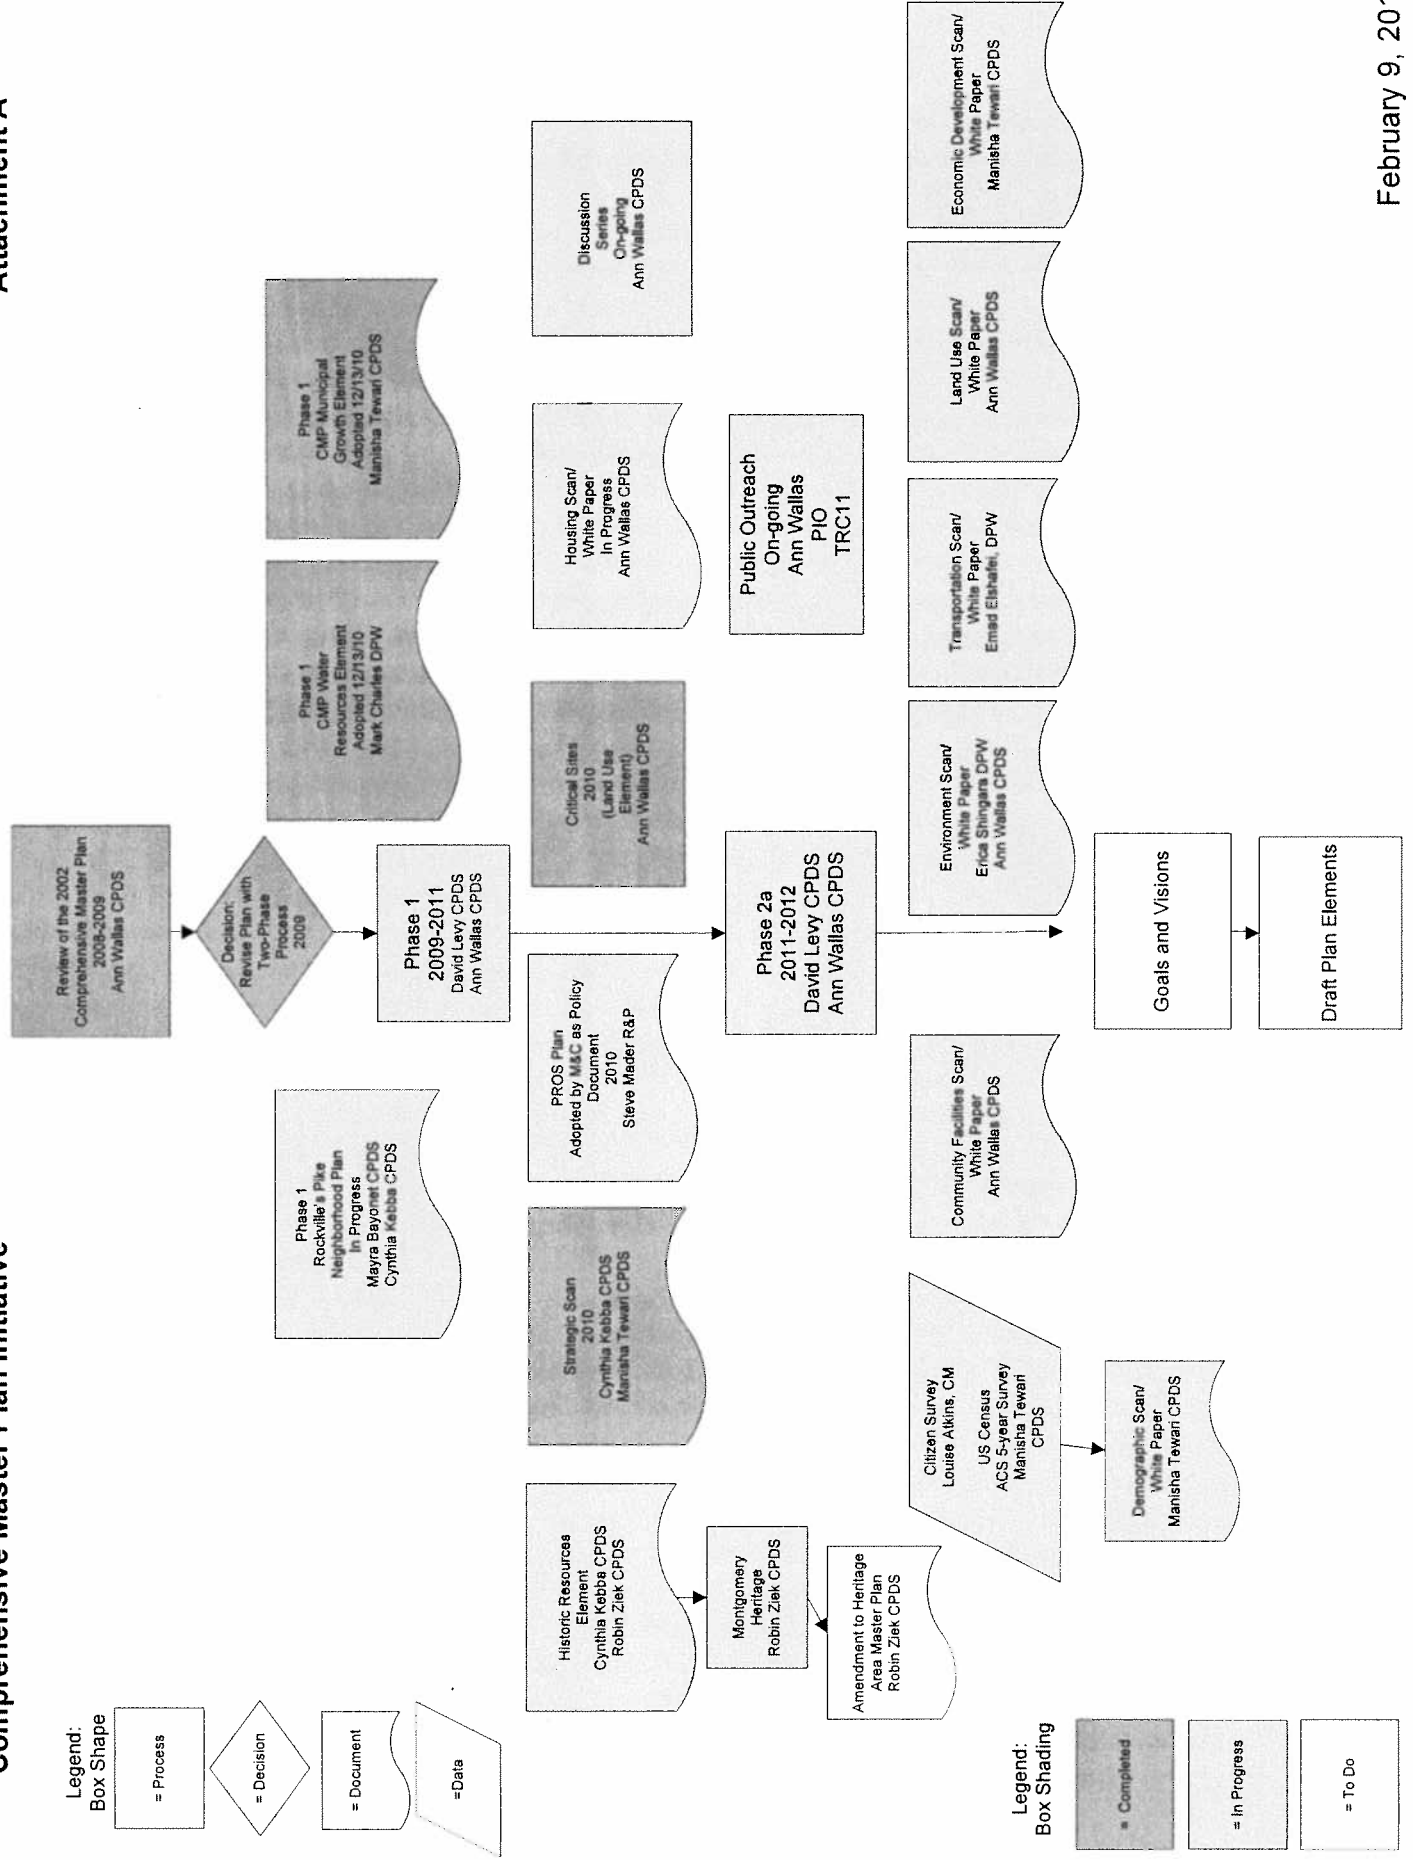 Attachment A
Comprehensive Master Plan Initiative
Legend:
Box Shape
= Process
= Decision
= Document
=Data
Review of the 2002
Comprehensive Master Plan
2008-2009
Ann Wallas CPDS
Decision:
Revise Plan with
Two-Phase
Process
2009
Phase 1
Rockville's Pike
Neighborhood Plan
In Progress
Mayra Bayonet CPDS
Cynthia Kebba CPDS
Phase 1
2009-2011
David Levy CPDS
Ann Wallas CPDS
Phase 1
CMP Water
Resources Element
Adopted 12/13/10
Mark Charles DPW
Phase 1
CMP Municipal
Growth Element
Adopted 12/13/10
Manisha Tewari CPDS
Historic Resources
Element
Cynthia Kebba CPDS
Robin Ziek CPDS
Strategic Scan
2010
Cynthia Kebba CPDS
Manisha Tewari CPDS
PROS Plan
Adopted by M&C as Policy
Document
2010
Steve Mader R&P
Critical Sites
2010
(Land Use
Element)
Ann Wallas CPDS
Housing Scan/
White Paper
In Progress
Ann Wallas CPDS
Discussion
Series
On-going
Ann Wallas CPDS
Montgomery
Heritage
Robin Ziek CPDS
Amendment to Heritage
Area Master Plan
Robin Ziek CPDS
Phase 2a
2011-2012
David Levy CPDS
Ann Wallas CPDS
Public Outreach
On-going
Ann Wallas
PIO
TRC11
Citizen Survey
Louise Atkins, CM
US Census
ACS 5-year Survey
Manisha Tewari
CPDS
Demographic Scan/
White Paper
Manisha Tewari CPDS
Community Facilities Scan/
White Paper
Ann Wallas CPDS
Environment Scan/
White Paper
Erica Shingara DPW
Ann Wallas CPDS
Transportation Scan/
White Paper
Emad Elshafei, DPW
Land Use Scan/
White Paper
Ann Wallas CPDS
Economic Development Scan/
White Paper
Manisha Tewari CPDS
Goals and Visions
Draft Plan Elements
Legend:
Box Shading
= Completed
= In Progress
= To Do
February 9, 201